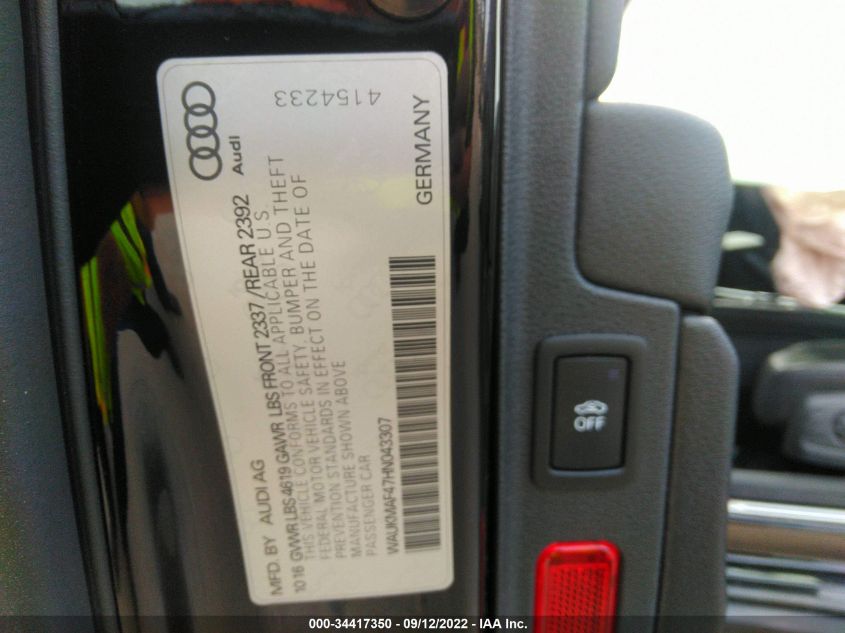 MFD. BY AUDI AG
1016 GVWR LBS 4619 GAWR LBS FRONT 2337/REAR 2392
THIS VEHICLE CONFORMS TO ALL APPLICABLE U.S.
FEDERAL MOTOR VEHICLE SAFETY, BUMPER AND THEFT
PREVENTION STANDARDS IN EFFECT ON THE DATE OF
MANUFACTURE SHOWN ABOVE
PASSENGER CAR
WAUKMAF47HN043307
Audi
4154233
GERMANY
OFF
000-34417350 - 09/12/2022 - IAA Inc.